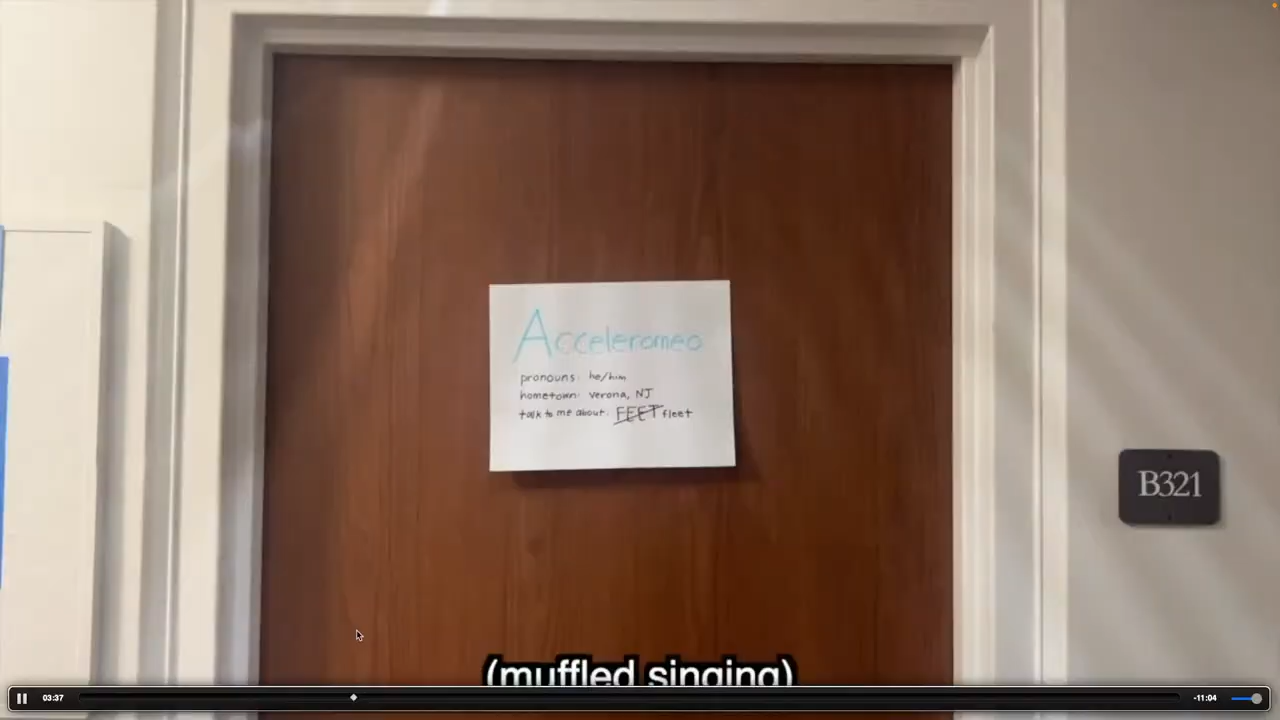 Acceleromeo
pronouns: he/him
hometown: verona, NJ
talk to me about: FEET fleet
B321
(muffled singing)
03:37
-11:04